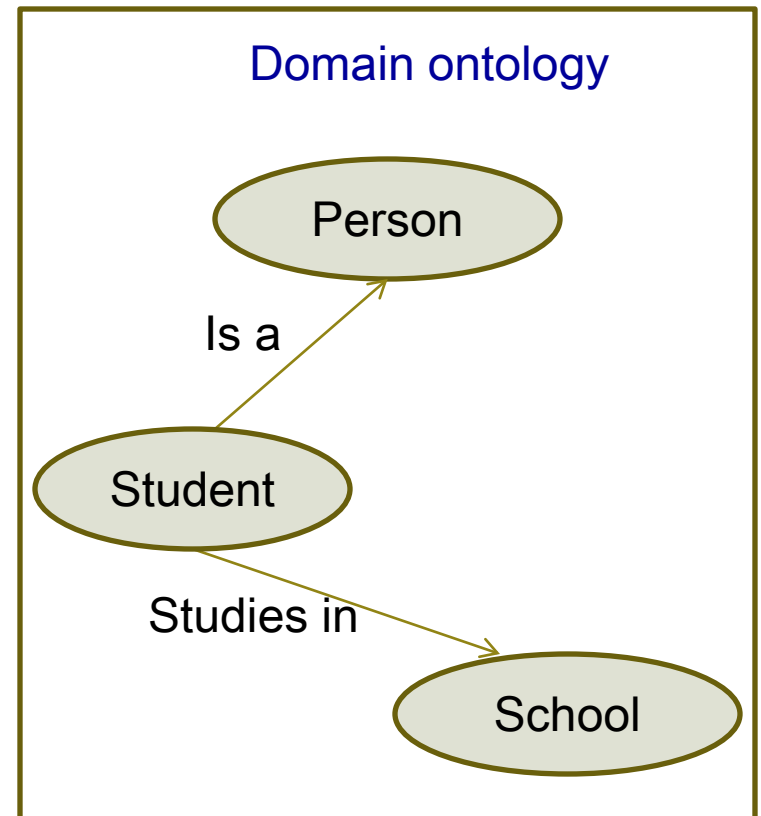 Domain ontology
Person
Is a
Student
Studies in
School